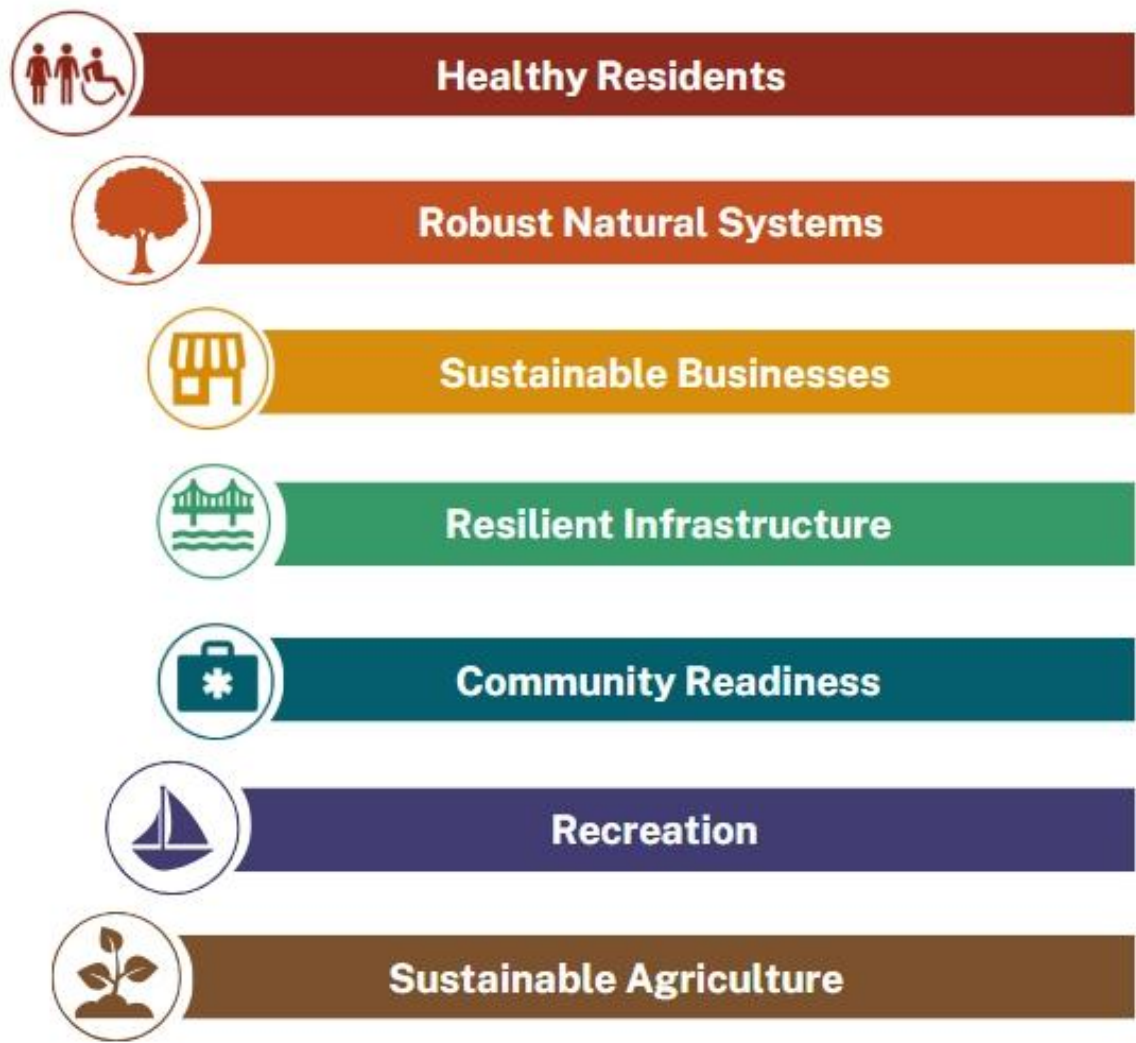 Healthy Residents
Robust Natural Systems
Sustainable Businesses
Resilient Infrastructure
Community Readiness
Recreation
Sustainable Agriculture